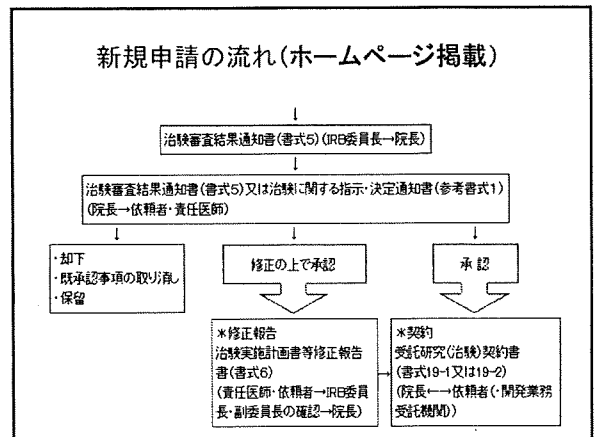 新規申請の流れ(ホームページ掲載)
↓
治験審査結果通知書(書式5)(IRB委員長→院長)
↓
治験審査結果通知書(書式5)又は治験に関する指示・決定通知書(参考書式1)
(院長→依頼者・責任医師)
・却下
・既承認事項の取り消し
・保留
修正の上で承認
承認
＊修正報告
治験実施計画書等修正報告
書(書式6)
(責任医師・依頼者→IRB委員
長・副委員長の確認→院長)
＊契約
受託研究(治験)契約書
(書式19-1又は19-2)
(院長←→依頼者(・開発業務
受託機関))